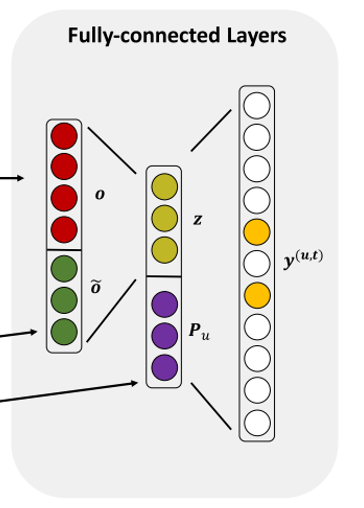 Fully-connected Layers
o
z
õ
y^(u,t)
P_u